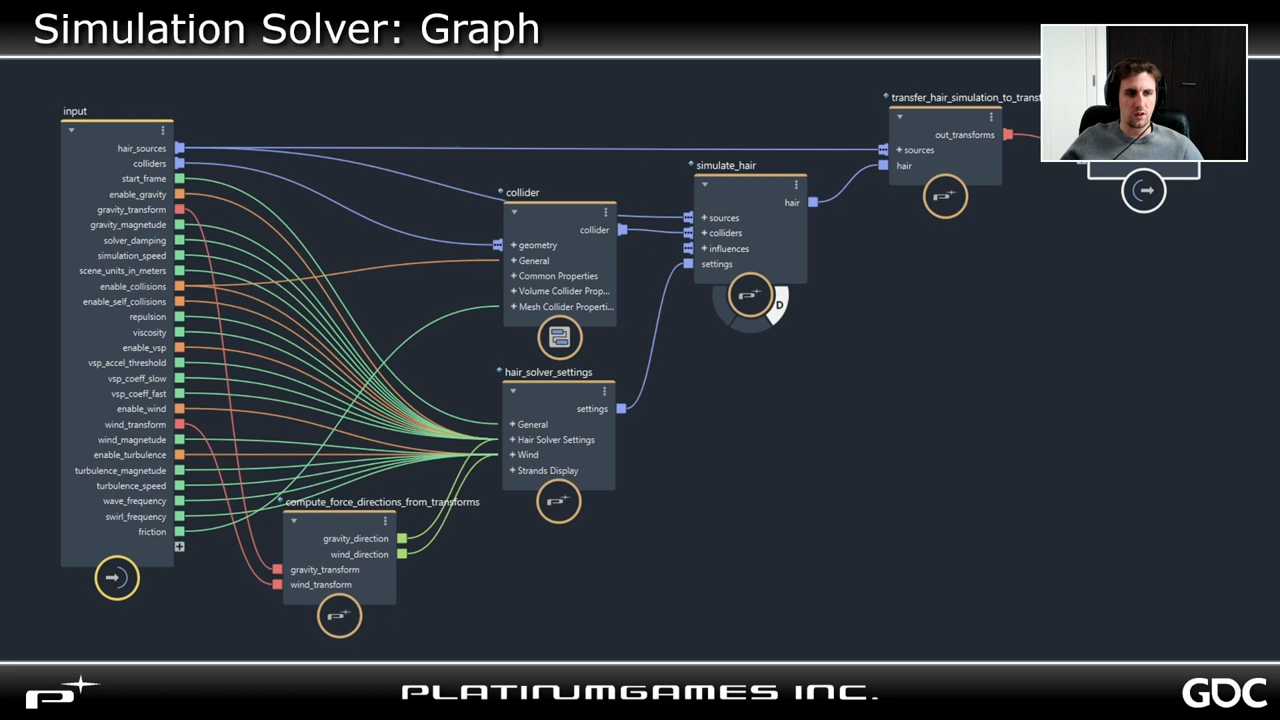 Simulation Solver: Graph
input
hair_sources
colliders
start_frame
enable_gravity
gravity_transform
gravity_magnetude
solver_damping
simulation_speed
scene_units_in_meters
enable_collisions
enable_self_collisions
repulsion
viscosity
enable_vsp
vsp_accel_threshold
vsp_coeff_slow
vsp_coeff_fast
enable_wind
wind_transform
wind_magnetude
enable_turbulence
turbulence_magnetude
turbulence_speed
wave_frequency
swirl_frequency
friction
compute_force_directions_from_transforms
gravity_direction
wind_direction
gravity_transform
wind_transform
collider
collider
geometry
General
Common Properties
Volume Collider Prop...
Mesh Collider Properti...
hair_solver_settings
settings
General
Hair Solver Settings
Wind
Strands Display
simulate_hair
hair
sources
colliders
influences
settings
D
transfer_hair_simulation_to_transf
out_transforms
sources
hair
PLATINUMGAMES INC.
GDC